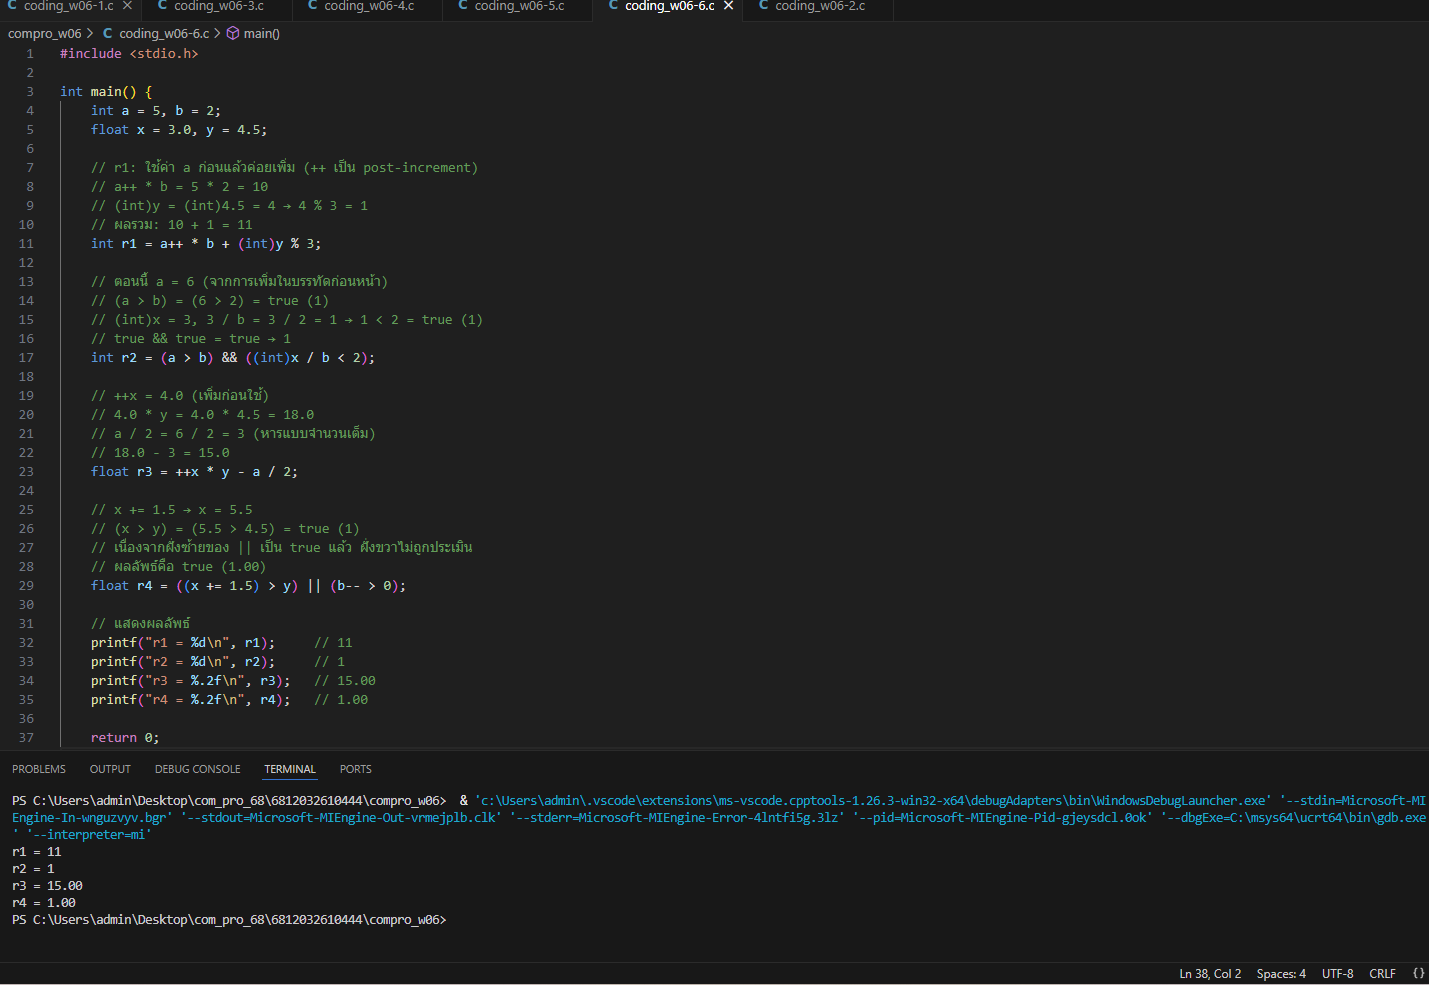 C coding_w06-1.c × C coding_w06-3.c C coding_w06-4.c C coding_w06-5.c C coding_w06-6.c × C coding_w06-2.c
compro_w06 > C coding_w06-6.c > main()
1 #include <stdio.h>
2
3 int main() {
4 int a = 5, b = 2;
5 float x = 3.0, y = 4.5;
6
7 // r1: ใช้ค่า a ก่อนแล้วค่อยเพิ่ม (++ เป็น post-increment)
8 // a++ * b = 5 * 2 = 10
9 // (int)y = (int)4.5 = 4 → 4 % 3 = 1
10 // ผลรวม: 10 + 1 = 11
11 int r1 = a++ * b + (int)y % 3;
12
13 // ตอนนี้ a = 6 (จากการเพิ่มในบรรทัดก่อนหน้า)
14 // (a > b) = (6 > 2) = true (1)
15 // (int)x = 3, 3 / b = 3 / 2 = 1 → 1 < 2 = true (1)
16 // true && true = true → 1
17 int r2 = (a > b) && ((int)x / b < 2);
18
19 // ++x = 4.0 (เพิ่มก่อนใช้)
20 // 4.0 * y = 4.0 * 4.5 = 18.0
21 // a / 2 = 6 / 2 = 3 (หารแบบจำนวนเต็ม)
22 // 18.0 - 3 = 15.0
23 float r3 = ++x * y - a / 2;
24
25 // x += 1.5 → x = 5.5
26 // (x > y) = (5.5 > 4.5) = true (1)
27 // เนื่องจากฝั่งซ้ายของ || เป็น true แล้ว ฝั่งขวาไม่ถูกประเมิน
28 // ผลลัพธ์คือ true (1.00)
29 float r4 = ((x += 1.5) > y) || (b-- > 0);
30
31 // แสดงผลลัพธ์
32 printf("r1 = %d\n", r1); // 11
33 printf("r2 = %d\n", r2); // 1
34 printf("r3 = %.2f\n", r3); // 15.00
35 printf("r4 = %.2f\n", r4); // 1.00
36
37 return 0;
PROBLEMS OUTPUT DEBUG CONSOLE TERMINAL PORTS
PS C:\Users\admin\Desktop\com_pro_68\6812032610444\compro_w06> & 'c:\Users\admin\.vscode\extensions\ms-vscode.cpptools-1.26.3-win32-x64\debugAdapters\bin\WindowsDebugLauncher.exe' '--stdin=Microsoft-MI
Engine-In-wnguzvyv.bgr' '--stdout=Microsoft-MIEngine-Out-vrmejplb.clk' '--stderr=Microsoft-MIEngine-Error-4lntfi5g.3lz' '--pid=Microsoft-MIEngine-Pid-gjeysdcl.0ok' '--dbgExe=C:\msys64\ucrt64\bin\gdb.exe
' '--interpreter=mi'
r1 = 11
r2 = 1
r3 = 15.00
r4 = 1.00
PS C:\Users\admin\Desktop\com_pro_68\6812032610444\compro_w06>
Ln 38, Col 2 Spaces: 4 UTF-8 CRLF {}